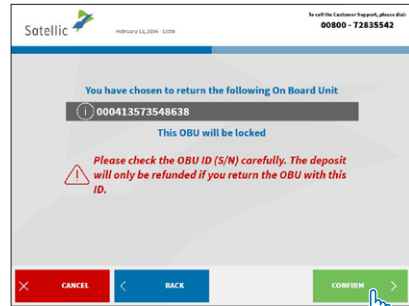 To call the Customer Support, please dial:
Satellic
February 12, 2016 - 12:08
00800 - 72835542
You have chosen to return the following On Board Unit
000413573548638
This OBU will be locked
Please check the OBU ID (S/N) carefully. The deposit
will only be refunded if you return the OBU with this
ID.
CANCEL
BACK
CONFIRM